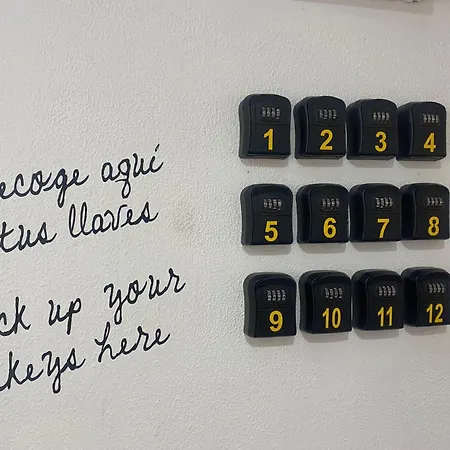 ecoge aquí
tus llaves
ck up your
keys here
1 2 3 4
5 6 7 8
9 10 11 12